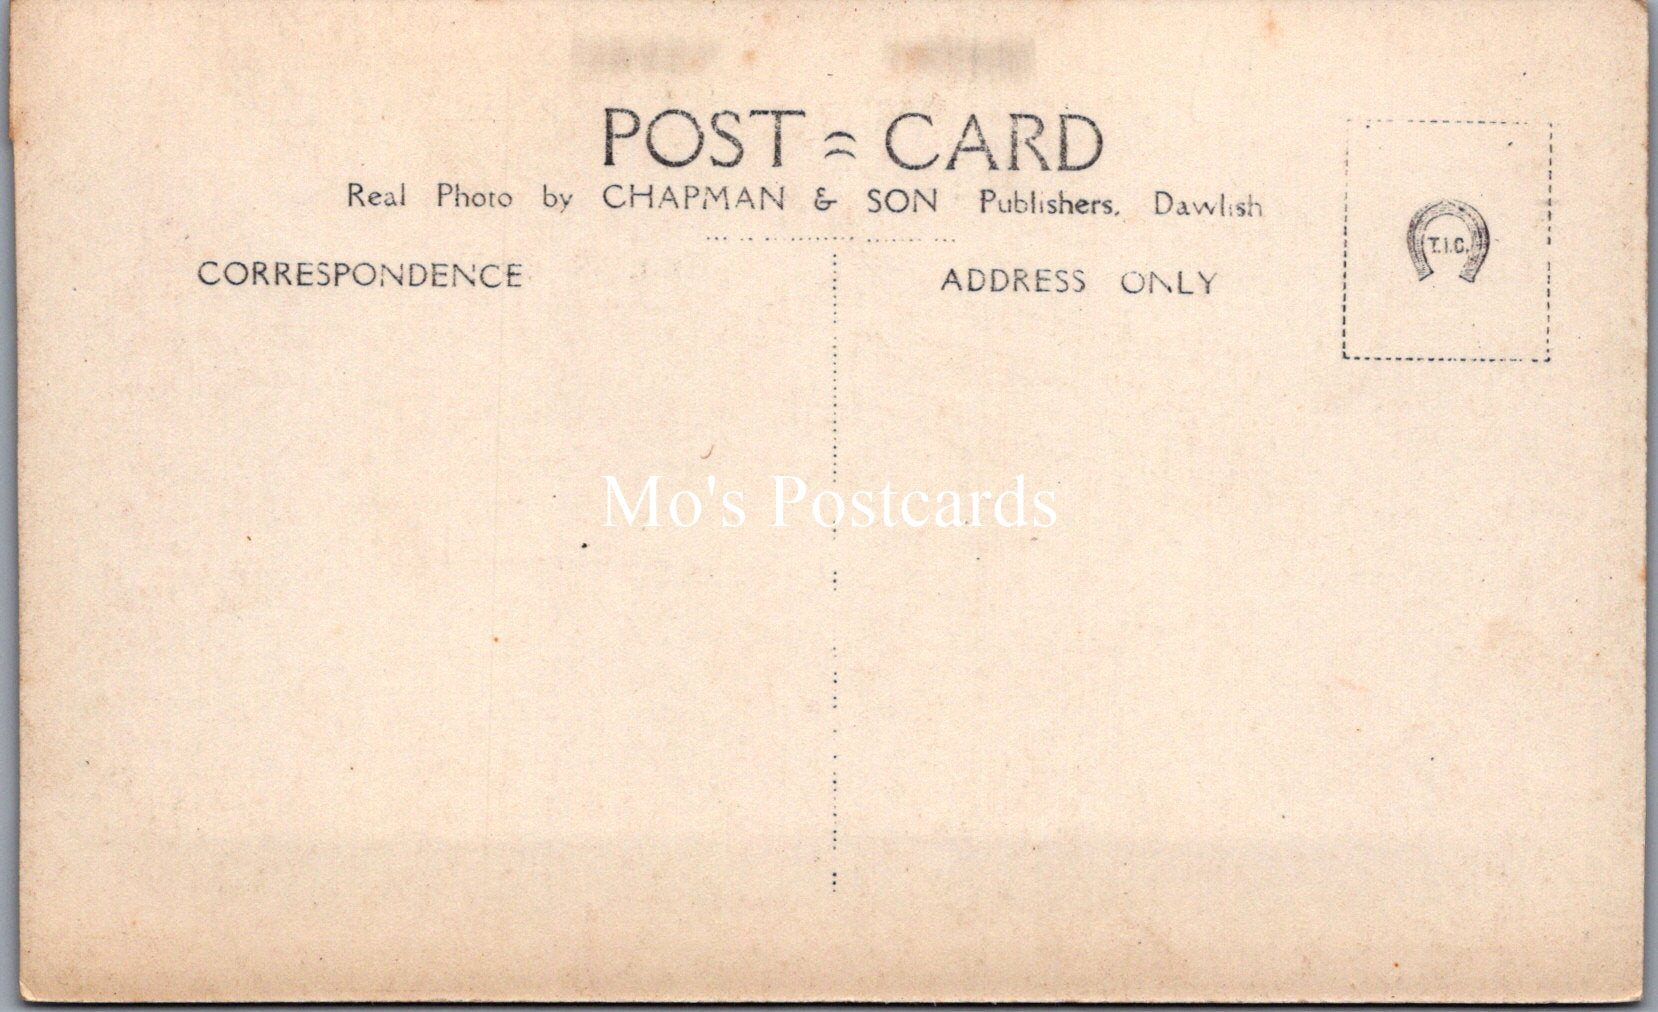 POST = CARD
Real Photo by CHAPMAN & SON Publishers, Dawlish
CORRESPONDENCE
ADDRESS ONLY
T.I.C.
Mo's Postcards